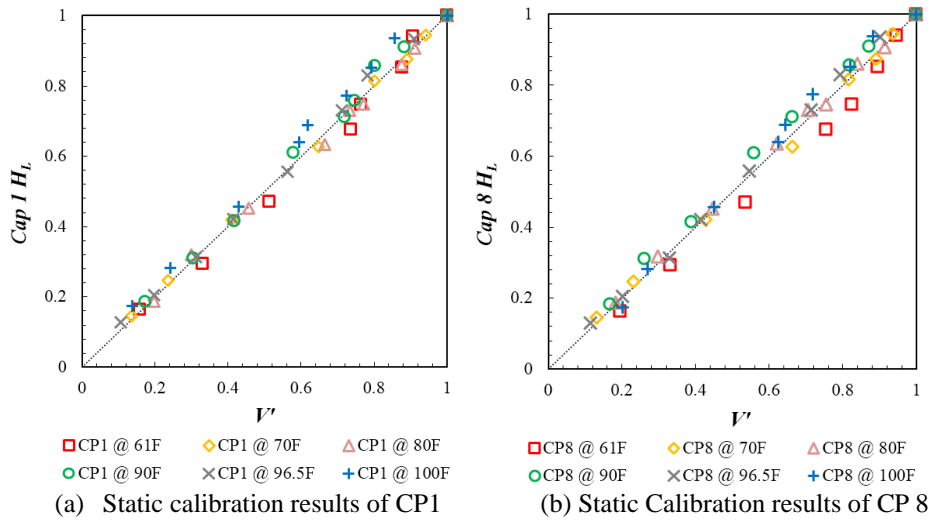 1
0.8
0.6
0.4
0.2
0
Cap 1 H_L
0 0.2 0.4 0.6 0.8 1
V'
CP1 @ 61F CP1 @ 70F CP1 @ 80F
CP1 @ 90F CP1 @ 96.5F CP1 @ 100F
(a) Static calibration results of CP1
1
0.8
0.6
0.4
0.2
0
Cap 8 H_L
0 0.2 0.4 0.6 0.8 1
V'
CP8 @ 61F CP8 @ 70F CP8 @ 80F
CP8 @ 90F CP8 @ 96.5F CP8 @ 100F
(b) Static Calibration results of CP 8